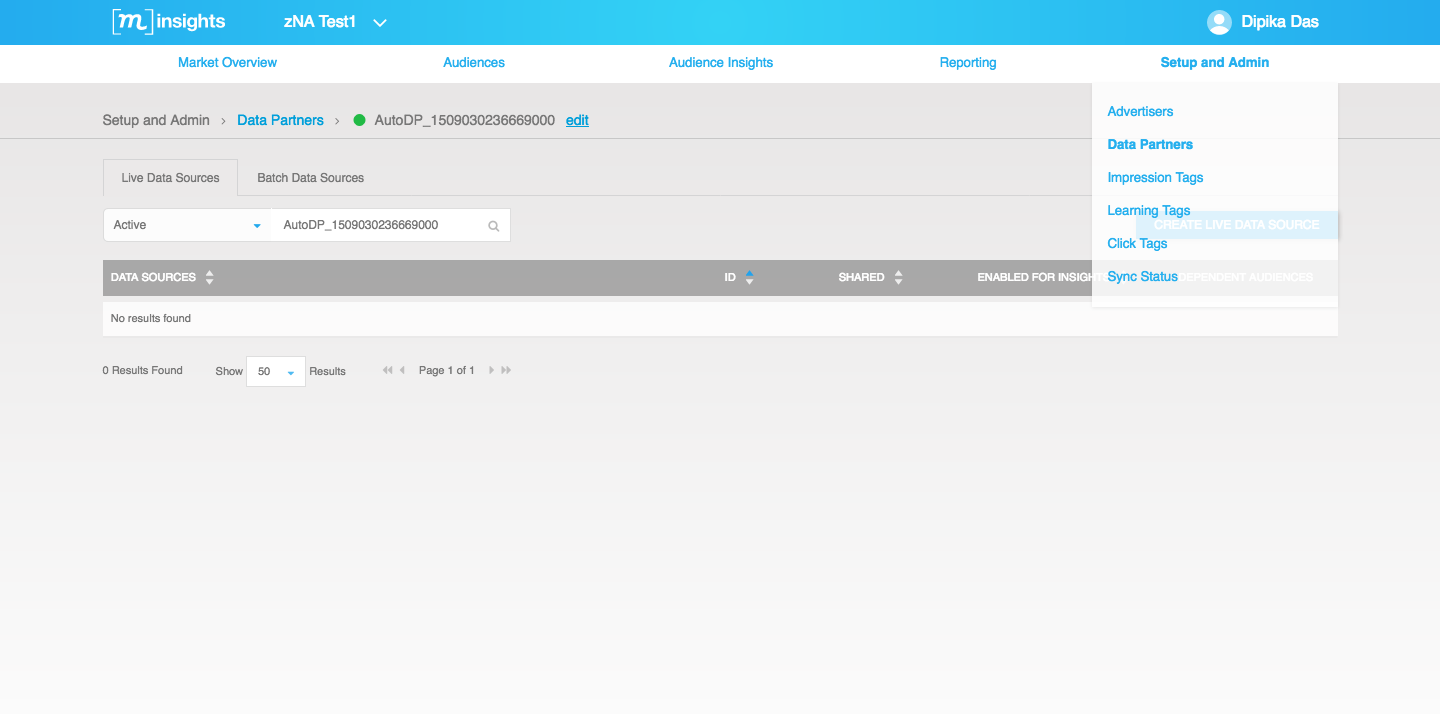 [m] insights zNA Test1 Dipika Das
Market Overview Audiences Audience Insights Reporting Setup and Admin
Setup and Admin › Data Partners › AutoDP_1509030236669000 edit
Advertisers
Data Partners
Impression Tags
Learning Tags
Click Tags
Sync Status
Live Data Sources Batch Data Sources
Active AutoDP_1509030236669000 CREATE LIVE DATA SOURCE
DATA SOURCES ID SHARED ENABLED FOR INSIGHTS DEPENDENT AUDIENCES
No results found
0 Results Found Show 50 Results Page 1 of 1